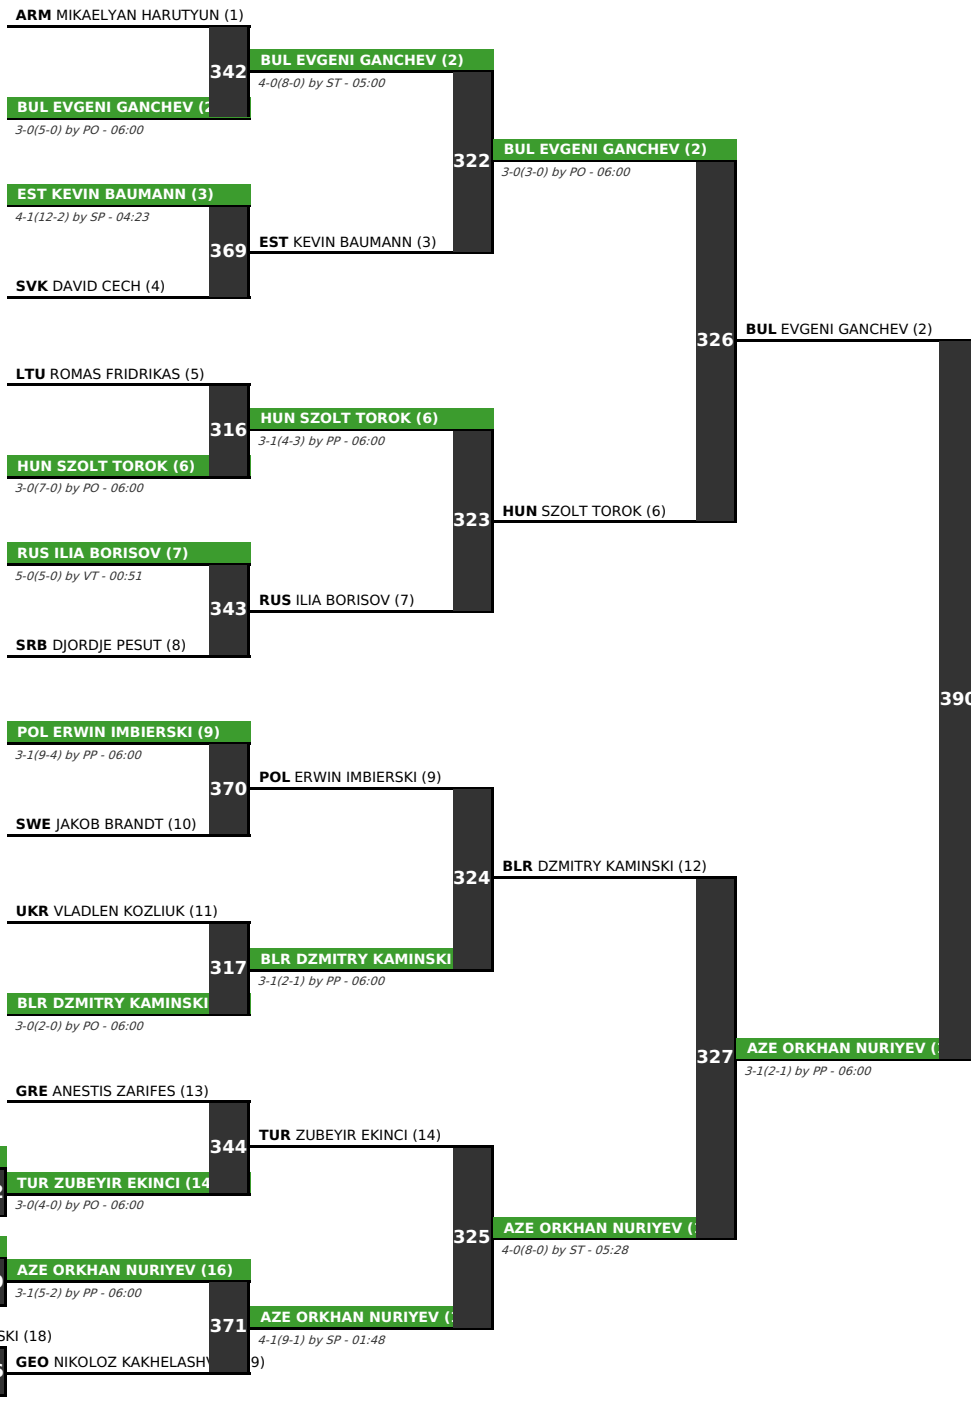 ARM MIKAELYAN HARUTYUN (1)
342
BUL EVGENI GANCHEV (2
3-0(5-0) by PO - 06:00
EST KEVIN BAUMANN (3)
4-1(12-2) by SP - 04:23
369
SVK DAVID CECH (4)
LTU ROMAS FRIDRIKAS (5)
316
HUN SZOLT TOROK (6)
3-0(7-0) by PO - 06:00
RUS ILIA BORISOV (7)
5-0(5-0) by VT - 00:51
343
SRB DJORDJE PESUT (8)
POL ERWIN IMBIERSKI (9)
3-1(9-4) by PP - 06:00
370
SWE JAKOB BRANDT (10)
UKR VLADLEN KOZLIUK (11)
317
BLR DZMITRY KAMINSKI
3-0(2-0) by PO - 06:00
GRE ANESTIS ZARIFES (13)
344
TUR ZUBEYIR EKINCI (14
3-0(4-0) by PO - 06:00
AZE ORKHAN NURIYEV (16)
3-1(5-2) by PP - 06:00
371
SKI (18)
GEO NIKOLOZ KAKHELASHV 9)
BUL EVGENI GANCHEV (2)
4-0(8-0) by ST - 05:00
322
EST KEVIN BAUMANN (3)
HUN SZOLT TOROK (6)
3-1(4-3) by PP - 06:00
323
RUS ILIA BORISOV (7)
POL ERWIN IMBIERSKI (9)
324
BLR DZMITRY KAMINSKI
3-1(2-1) by PP - 06:00
TUR ZUBEYIR EKINCI (14)
325
AZE ORKHAN NURIYEV (
4-1(9-1) by SP - 01:48
BUL EVGENI GANCHEV (2)
3-0(3-0) by PO - 06:00
326
HUN SZOLT TOROK (6)
BLR DZMITRY KAMINSKI (12)
327
AZE ORKHAN NURIYEV (
4-0(8-0) by ST - 05:28
BUL EVGENI GANCHEV (2)
390
AZE ORKHAN NURIYEV (
3-1(2-1) by PP - 06:00